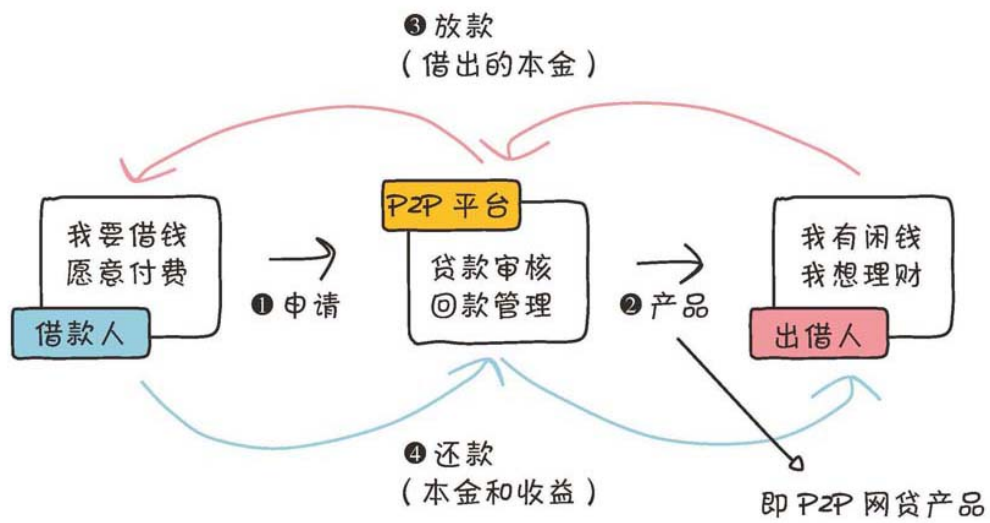 ❸放款
(借出的本金)
我要借钱
愿意付费
借款人
❶申请
P2P 平台
贷款审核
回款管理
❷产品
我有闲钱
我想理财
出借人
❹还款
(本金和收益)
即P2P网贷产品